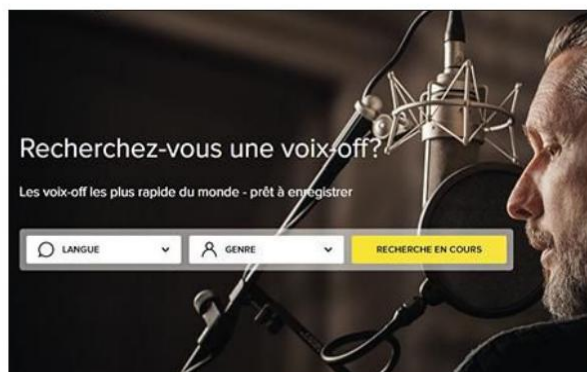 Recherchez-vous une voix-off?
Les voix-off les plus rapide du monde - prêt à enregistrer
LANGUE
GENRE
RECHERCHE EN COURS